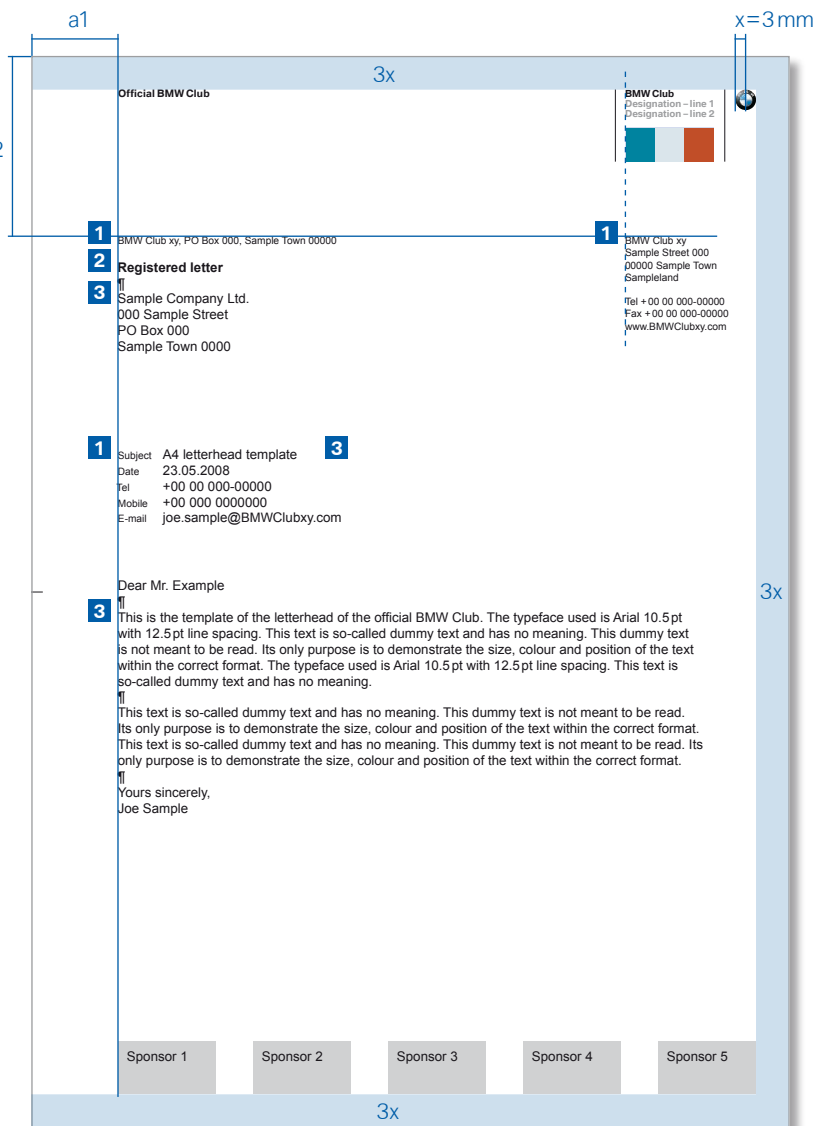 a1
x=3 mm
3x
Official BMW Club
BMW Club
Designation – line 1
Designation – line 2
1
BMW Club xy, PO Box 000, Sample Town 00000
1
BMW Club xy
Sample Street 000
00000 Sample Town
Sampleland
Tel + 00 00 000-00000
Fax + 00 00 000-00000
www.BMWClubxy.com
2
Registered letter
¶
3
Sample Company Ltd.
000 Sample Street
PO Box 000
Sample Town 0000
1
Subject A4 letterhead template
3
Date 23.05.2008
Tel +00 00 000-00000
Mobile +00 000 0000000
E-mail joe.sample@BMWClubxy.com
Dear Mr. Example
¶
3
This is the template of the letterhead of the official BMW Club. The typeface used is Arial 10.5 pt
with 12.5 pt line spacing. This text is so-called dummy text and has no meaning. This dummy text
is not meant to be read. Its only purpose is to demonstrate the size, colour and position of the text
within the correct format. The typeface used is Arial 10.5 pt with 12.5 pt line spacing. This text is
so-called dummy text and has no meaning.
¶
This text is so-called dummy text and has no meaning. This dummy text is not meant to be read.
Its only purpose is to demonstrate the size, colour and position of the text within the correct format.
This text is so-called dummy text and has no meaning. This dummy text is not meant to be read. Its
only purpose is to demonstrate the size, colour and position of the text within the correct format.
¶
Yours sincerely,
Joe Sample
3x
Sponsor 1 Sponsor 2 Sponsor 3 Sponsor 4 Sponsor 5
3x